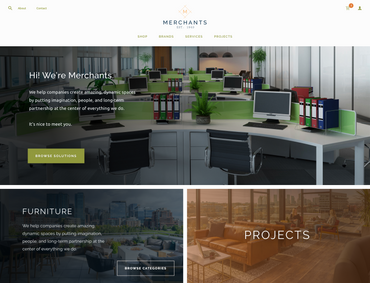 About
Contact
MERCHANTS
SHOP
BRANDS
SERVICES
PROJECTS
Hi! We're Merchants.
We help companies create amazing, dynamic spaces
by putting imagination, people, and long-term
partnership at the center of everything we do.
It's nice to meet you.
BROWSE SOLUTIONS
FURNITURE
We help companies create amazing,
dynamic spaces by putting imagination,
people, and long-term partnership at the
center of everything we do.
BROWSE CATEGORIES
PROJECTS